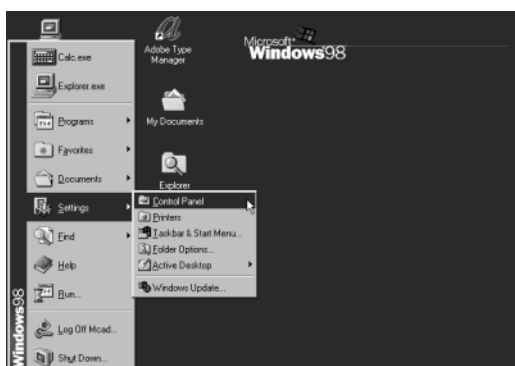 Calc.exe
Explorer.exe
Programs
Favorites
Documents
Settings
Find
Help
Run...
Log Off Mcad...
Shut Down...
Windows98
Adobe Type
Manager
My Documents
Explorer
Microsoft
Windows98
Control Panel
Printers
Taskbar & Start Menu...
Folder Options...
Active Desktop
Windows Update...